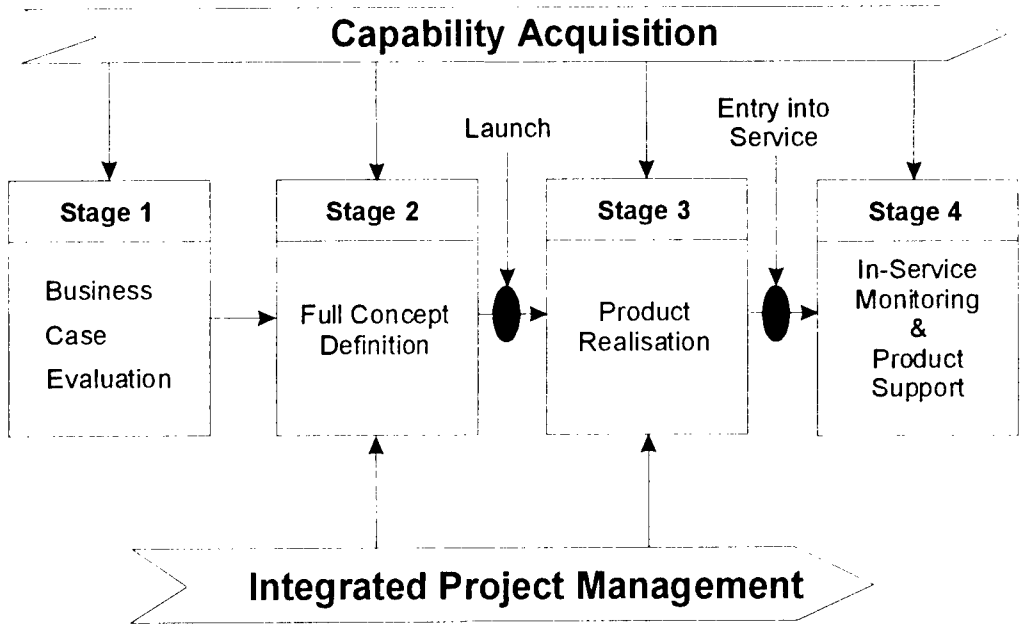 Capability Acquisition
Launch
Entry into
Service
Stage 1
Business
Case
Evaluation
Stage 2
Full Concept
Definition
Stage 3
Product
Realisation
Stage 4
In-Service
Monitoring
&
Product
Support
Integrated Project Management